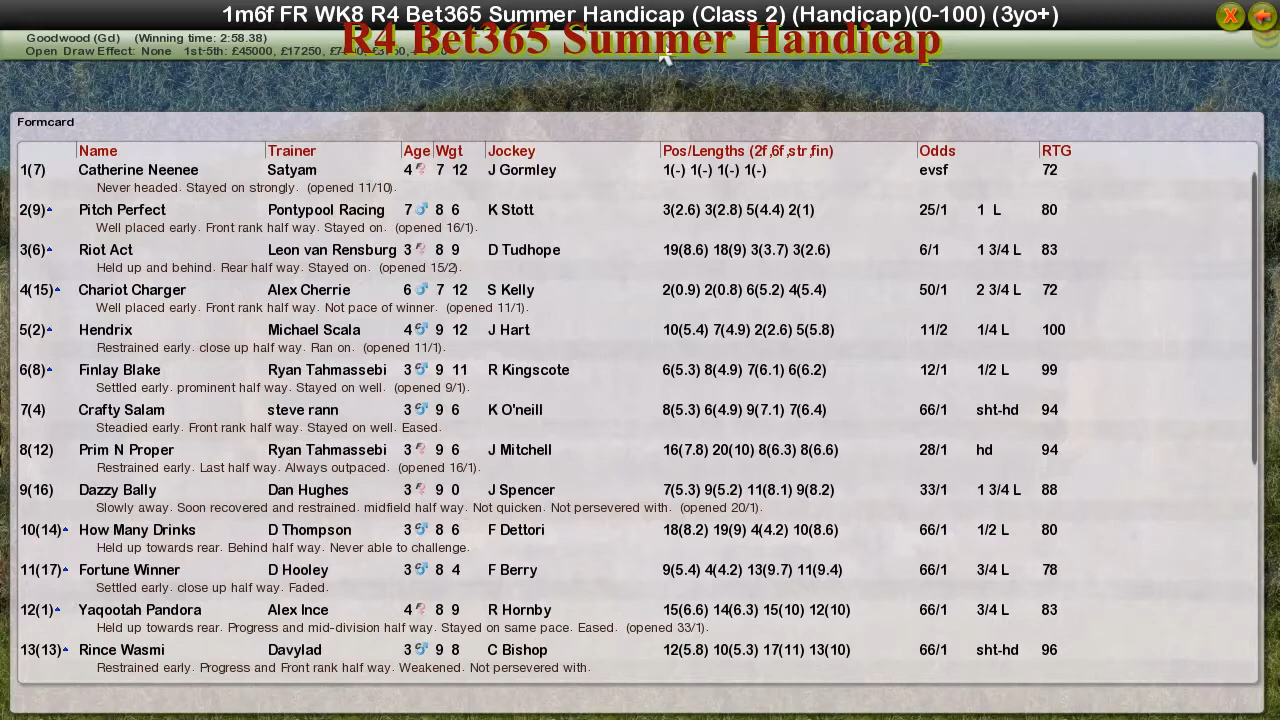 1m6f FR WK8 R4 Bet365 Summer Handicap (Class 2) (Handicap)(0-100) (3yo+)
R4 Bet365 Summer Handicap
Goodwood (Gd) (Winning time: 2:58.38)
Open Draw Effect: None 1st-5th: £45000, £17250,
Formcard
Name Trainer Age Wgt Jockey Pos/Lengths (2f,6f,str,fin) Odds RTG
1(7) Catherine Neenee Satyam 4 7 12 J Gormley 1(-) 1(-) 1(-) 1(-) evsf 72
Never headed. Stayed on strongly. (opened 11/10).
2(9) Pitch Perfect Pontypool Racing 7 8 6 K Stott 3(2.6) 3(2.8) 5(4.4) 2(1) 25/1 1 L 80
Well placed early. Front rank half way. Stayed on. (opened 16/1).
3(6) Riot Act Leon van Rensburg 3 8 9 D Tudhope 19(8.6) 18(9) 3(3.7) 3(2.6) 6/1 1 3/4 L 83
Held up and behind. Rear half way. Stayed on. (opened 15/2).
4(15) Chariot Charger Alex Cherrie 6 7 12 S Kelly 2(0.9) 2(0.8) 6(5.2) 4(5.4) 50/1 2 3/4 L 72
Well placed early. Front rank half way. Not pace of winner. (opened 11/1).
5(2) Hendrix Michael Scala 4 9 12 J Hart 10(5.4) 7(4.9) 2(2.6) 5(5.8) 11/2 1/4 L 100
Restrained early. close up half way. Ran on. (opened 11/1).
6(8) Finlay Blake Ryan Tahmassebi 3 9 11 R Kingscote 6(5.3) 8(4.9) 7(6.1) 6(6.2) 12/1 1/2 L 99
Settled early. prominent half way. Stayed on well. (opened 9/1).
7(4) Crafty Salam steve rann 3 9 6 K O'neill 8(5.3) 6(4.9) 9(7.1) 7(6.4) 66/1 sht-hd 94
Steadied early. Front rank half way. Stayed on well. Eased.
8(12) Prim N Proper Ryan Tahmassebi 3 9 6 J Mitchell 16(7.8) 20(10) 8(6.3) 8(6.6) 28/1 hd 94
Restrained early. Last half way. Always outpaced. (opened 16/1).
9(16) Dazzy Bally Dan Hughes 3 9 0 J Spencer 7(5.3) 9(5.2) 11(8.1) 9(8.2) 33/1 1 3/4 L 88
Slowly away. Soon recovered and restrained. midfield half way. Not quicken. Not persevered with. (opened 20/1).
10(14) How Many Drinks D Thompson 3 8 6 F Dettori 18(8.2) 19(9) 4(4.2) 10(8.6) 66/1 1/2 L 80
Held up towards rear. Behind half way. Never able to challenge.
11(17) Fortune Winner D Hooley 3 8 4 F Berry 9(5.4) 4(4.2) 13(9.7) 11(9.4) 66/1 3/4 L 78
Settled early. close up half way. Faded.
12(1) Yaqootah Pandora Alex Ince 4 8 9 R Hornby 15(6.6) 14(6.3) 15(10) 12(10) 66/1 3/4 L 83
Held up towards rear. Progress and mid-division half way. Stayed on same pace. Eased. (opened 33/1).
13(13) Rince Wasmi Davylad 3 9 8 C Bishop 12(5.8) 10(5.3) 17(11) 13(10) 66/1 sht-hd 96
Restrained early. Progress and Front rank half way. Weakened. Not persevered with.